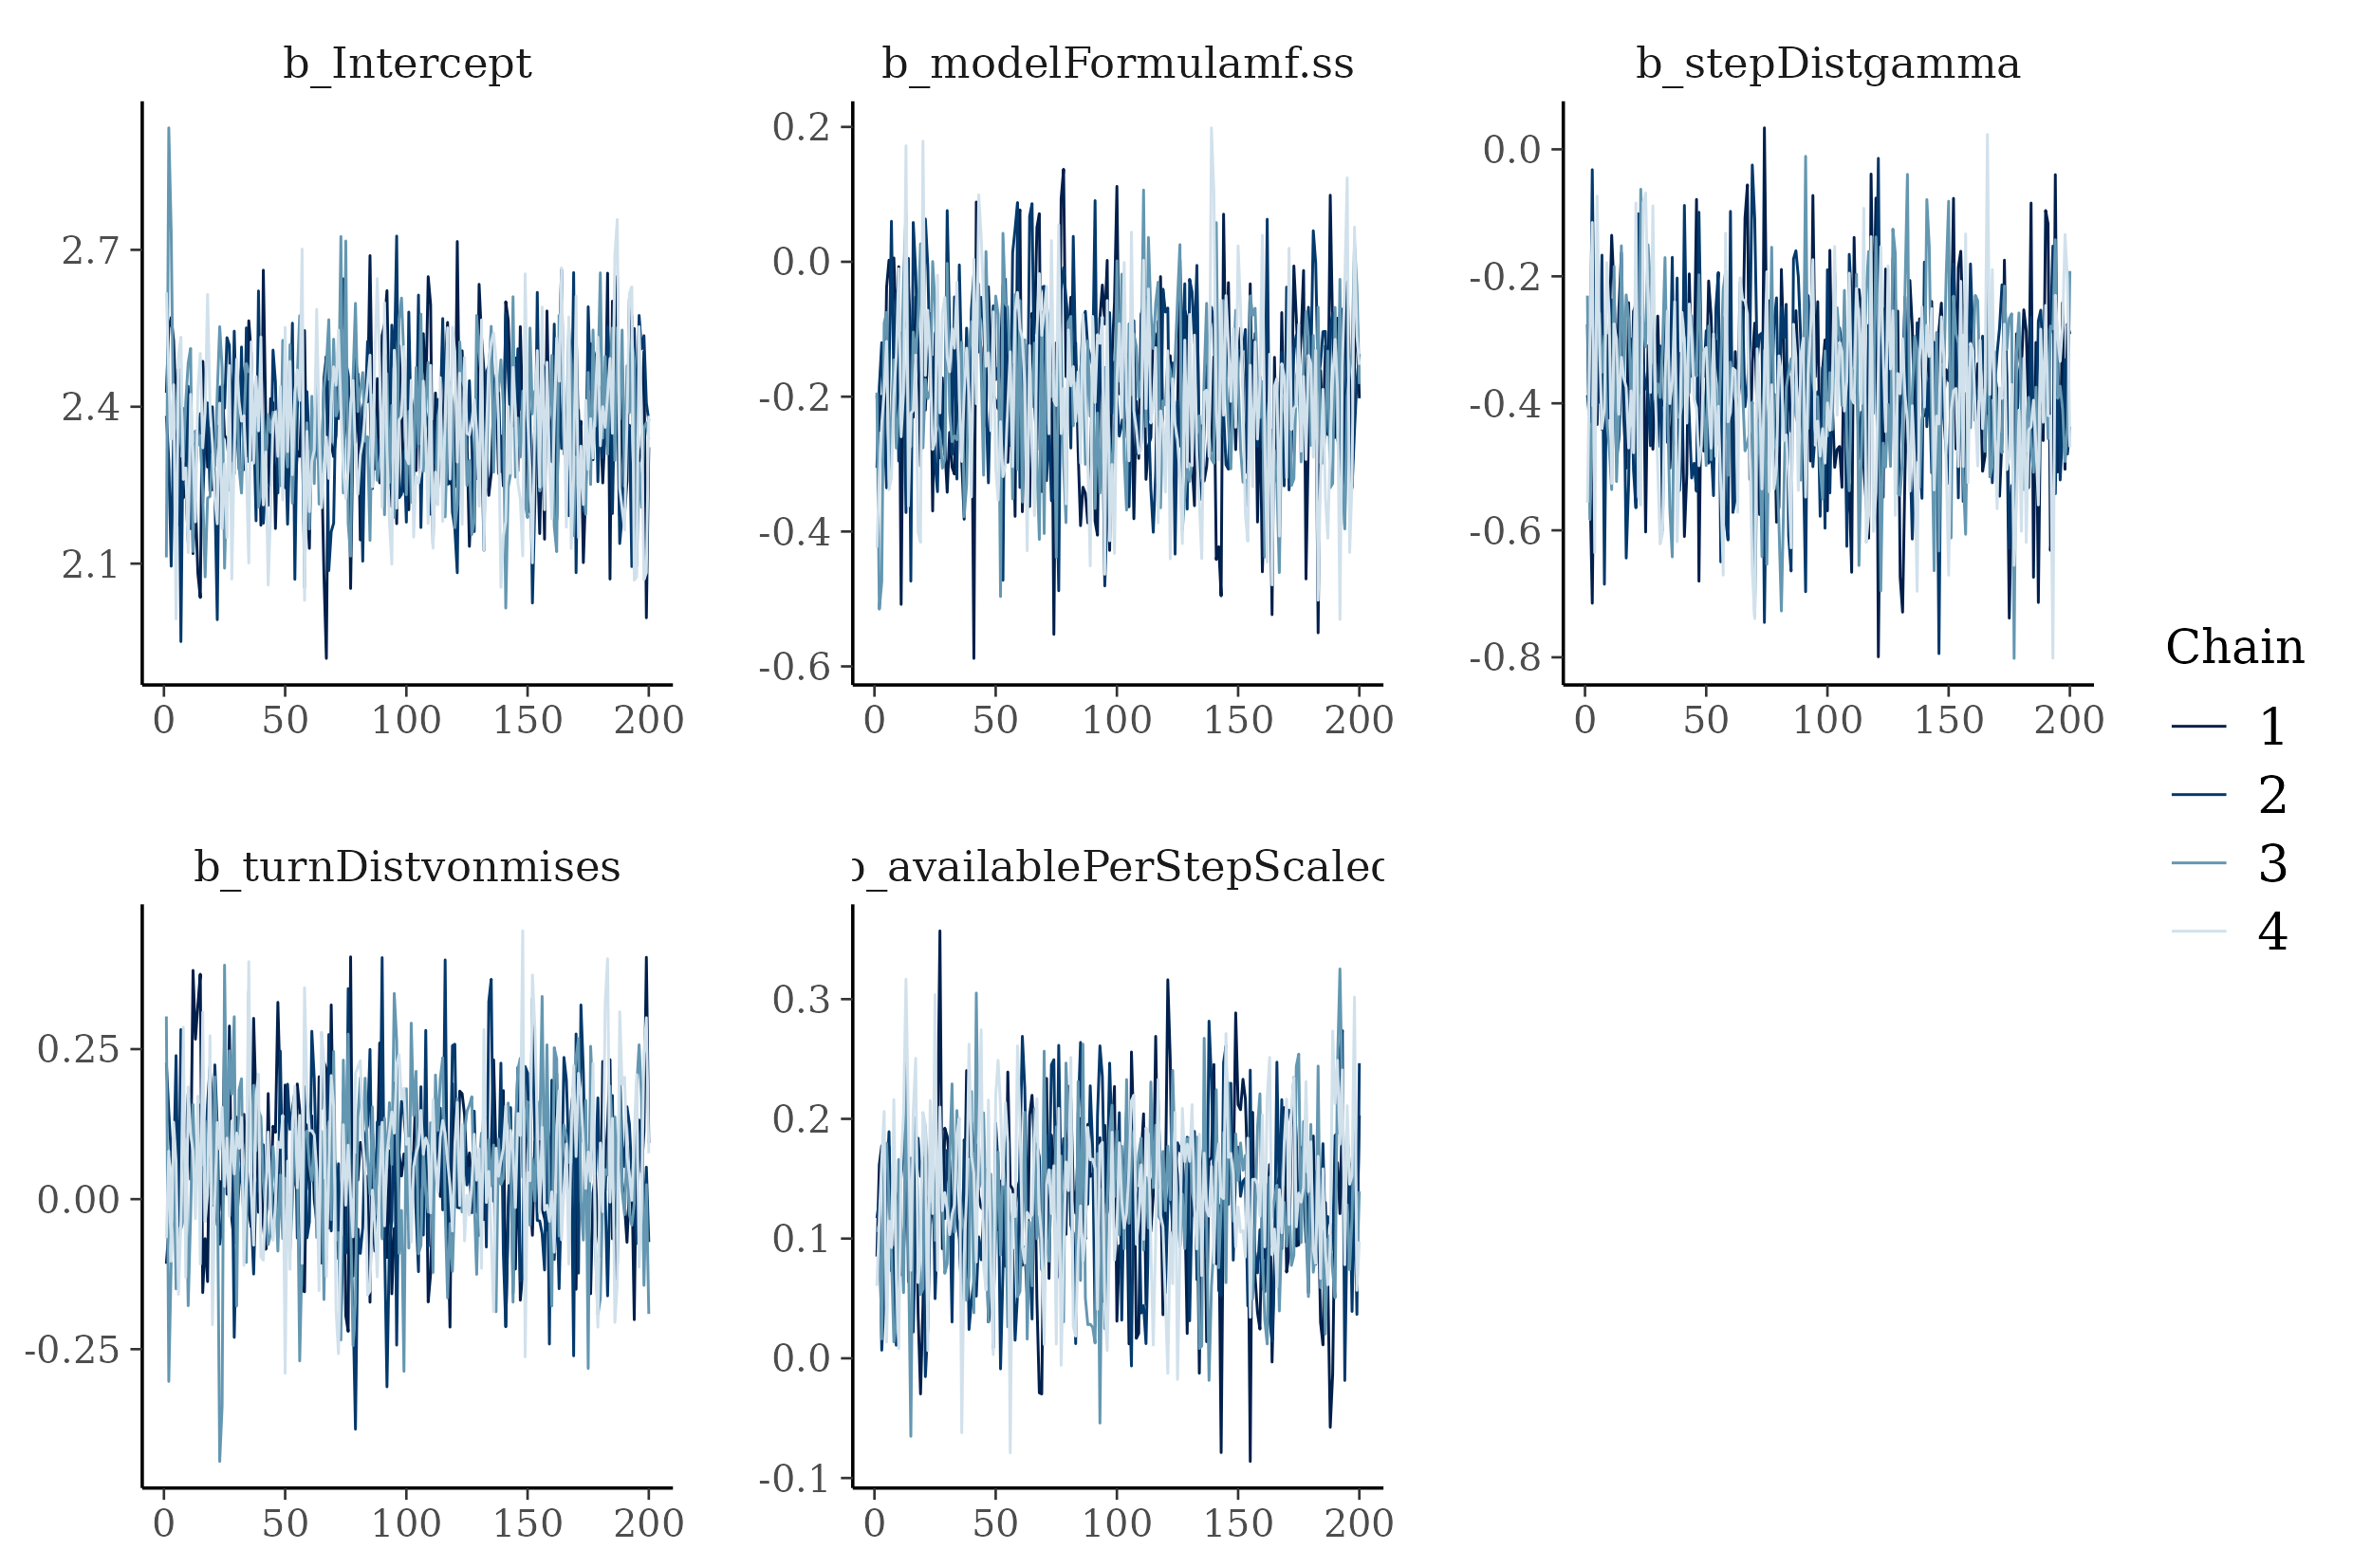 b_Intercept
b_modelFormulamf.ss
b_stepDistgamma
2.7
2.4
2.1
0 50 100 150 200
0.2
0.0
-0.2
-0.4
-0.6
0 50 100 150 200
0.0
-0.2
-0.4
-0.6
-0.8
0 50 100 150 200
Chain
1
2
3
4
b_turnDistvonmises
b_availablePerStepScaled
0.25
0.00
-0.25
0 50 100 150 200
0.3
0.2
0.1
0.0
-0.1
0 50 100 150 200